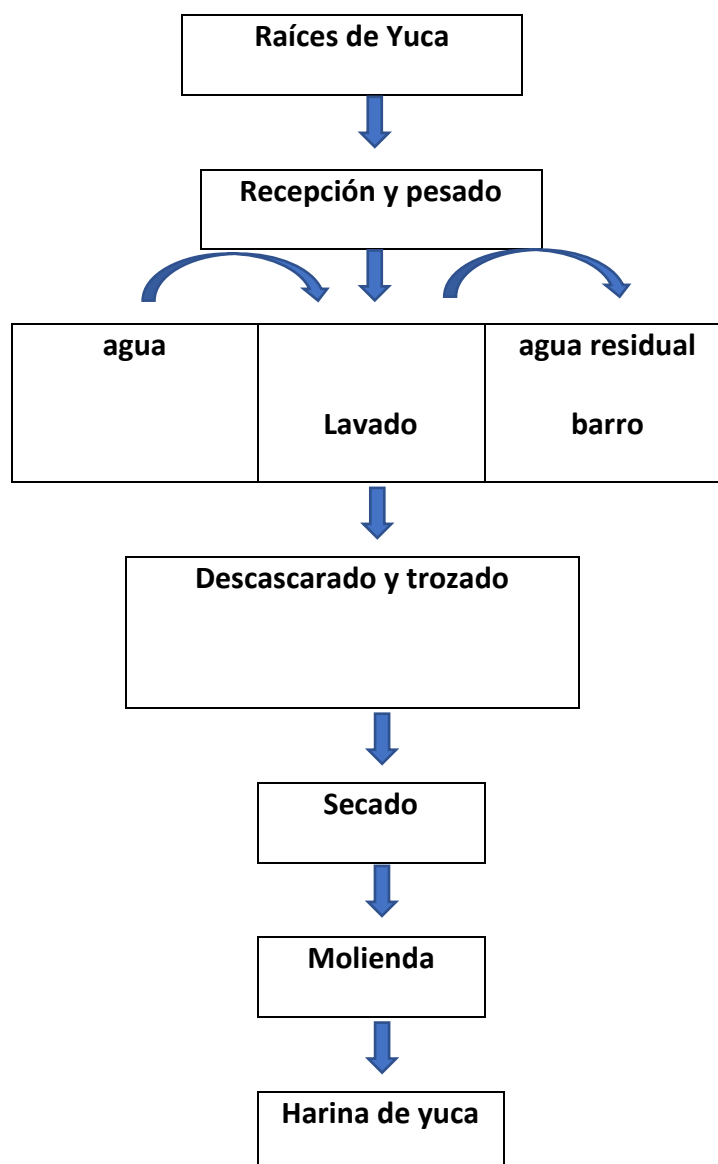 Raíces de Yuca
Recepción y pesado
agua
agua residual
Lavado
barro
Descascarado y trozado
Secado
Molienda
Harina de yuca